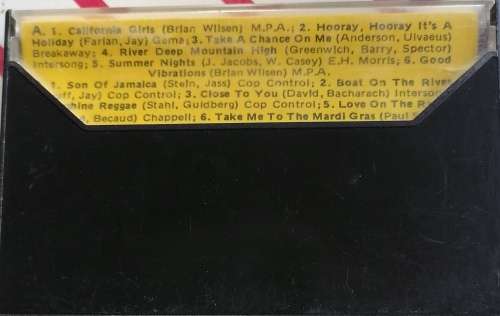 A. 1. California Girls (Brian Wilsen) M.P.A.; 2. Hooray, Hooray It's A
Holiday (Farian, Jay) Gema; 3. Take A Chance On Me (Anderson, Ulvaeus)
Breakaway; 4. River Deep Mountain High (Greenwich, Barry, Spector)
Intersong; 5. Summer Nights (J. Jacobs, W. Casey) E.H. Morris; 6. Good
Vibrations (Brian Wilsen) M.P.A.
1. Son Of Jamaica (Stein, Jass) Cop Control; 2. Boat On The River
Jay) Cop Control; 3. Close To You (David, Bacharach) Intersong
Reggae (Stahl, Guldberg) Cop Control; 5. Love On The
Becaud) Chappell; 6. Take Me To The Mardi Gras (Paul